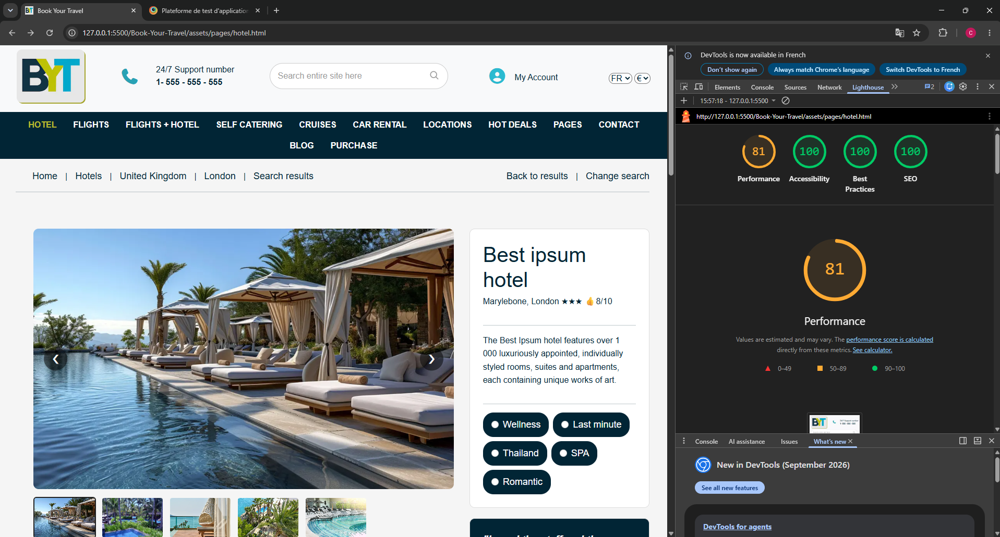 Book Your Travel
Plateforme de test d'application
127.0.0.1:5500/Book-Your-Travel/assets/pages/hotel.html
C
BYT
24/7 Support number
1- 555 - 555 - 555
Search entire site here
My Account
FR
€
HOTEL FLIGHTS FLIGHTS + HOTEL SELF CATERING CRUISES CAR RENTAL LOCATIONS HOT DEALS PAGES CONTACT
BLOG PURCHASE
Home | Hotels | United Kingdom | London | Search results
Back to results | Change search
Best ipsum
hotel
Marylebone, London ★★★ 👍 8/10
The Best Ipsum hotel features over 1
000 luxuriously appointed, individually
styled rooms, suites and apartments,
each containing unique works of art.
Wellness
Last minute
Thailand
SPA
Romantic
DevTools is now available in French
Don't show again
Always match Chrome's language
Switch DevTools to French
Elements Console Sources Network Lighthouse
2
15:57:18 - 127.0.0.1:5500
http://127.0.0.1:5500/Book-Your-Travel/assets/pages/hotel.html
81
Performance
100
Accessibility
100
Best
Practices
100
SEO
81
Performance
Values are estimated and may vary. The performance score is calculated
directly from these metrics. See calculator.
0–49
50–89
90–100
BYT
24/7 Support number
1- 555 - 555 - 555
Console AI assistance Issues What's new
New in DevTools (September 2026)
See all new features
DevTools for agents